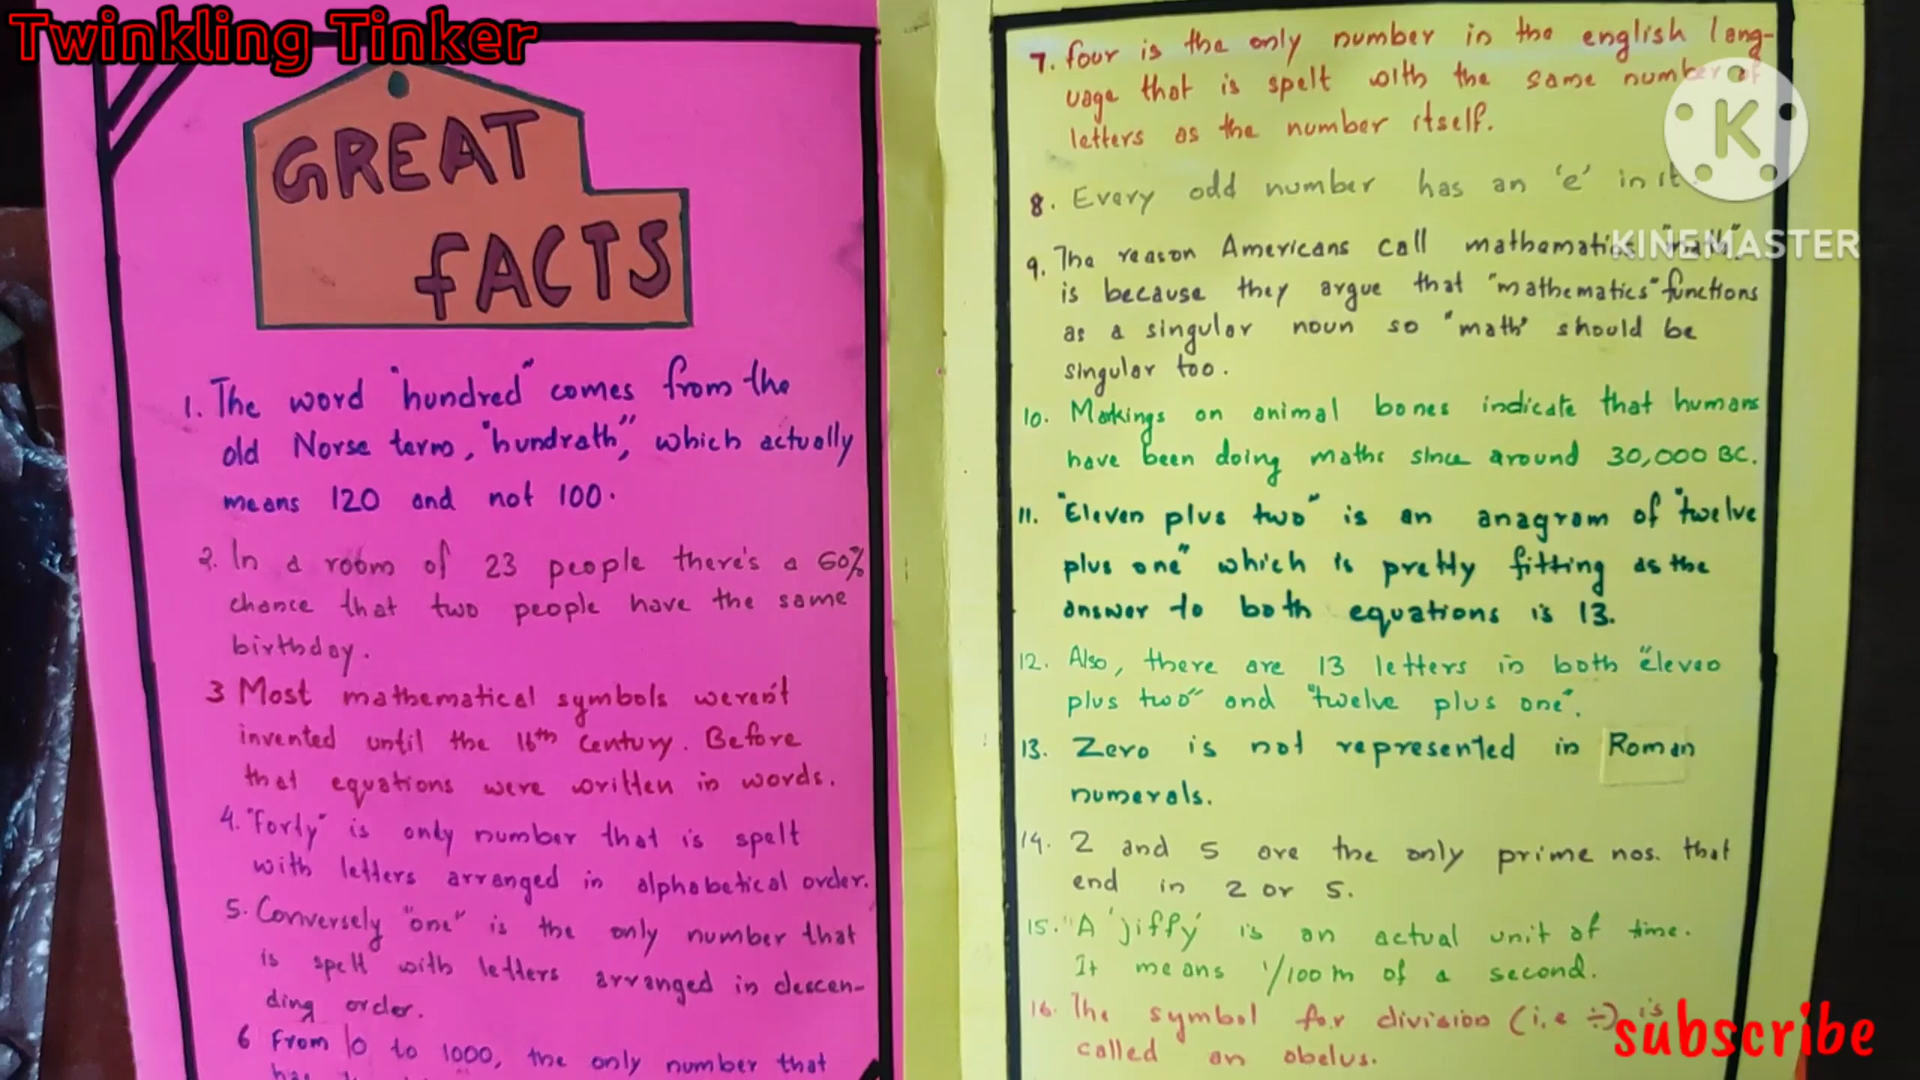 Twinkling Tinker
GREAT
fACTS
1. The word "hundred" comes from the
old Norse term, "hundrath", which actually
means 120 and not 100.
2. In a room of 23 people there's a 50%
chance that two people have the same
birthday.
3 Most mathematical symbols weren't
invented until the 16th century. Before
that equations were written in words.
4. "Forty" is only number that is spelt
with letters arranged in alphabetical order.
5. Conversely "one" is the only number that
is spelt with letters arranged in descen-
ding order.
6 From 0 to 1000, the only number that
7. four is the only number in the english lang-
uage that is spelt with the same number of
letters as the number itself.
8. Every odd number has an 'e' in it.
9. The reason Americans call mathematics "math".
is because they argue that "mathematics" functions
as a singular noun so "math" should be
singular too.
10. Markings on animal bones indicate that humans
have been doing maths since around 30,000 BC.
11. "Eleven plus two" is an anagram of "twelve
plus one" which is pretty fitting as the
answer to both equations is 13.
12. Also, there are 13 letters in both "eleven
plus two" and "twelve plus one".
13. Zero is not represented in Roman
numerals.
14. 2 and 5 are the only prime nos. that
end in 2 or 5.
15. "A 'jiffy' is an actual unit of time.
It means 1/100 m of a second.
16. The symbol for division (i.e ÷) is
called an obelus.
K
KINEMASTER
subscribe